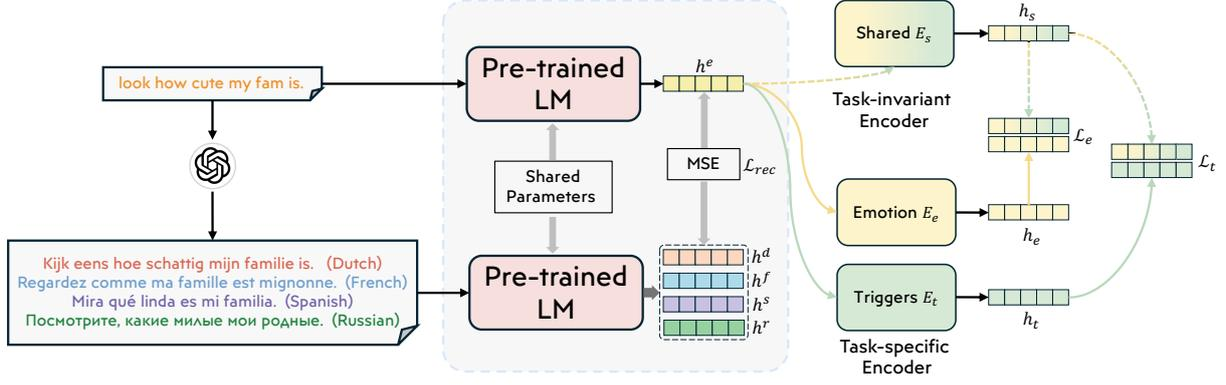 look how cute my fam is.
Kijk eens hoe schattig mijn familie is. (Dutch)
Regardez comme ma famille est mignonne. (French)
Mira qué linda es mi familia. (Spanish)
Посмотрите, какие милые мои родные. (Russian)
Pre-trained
LM
Shared
Parameters
Pre-trained
LM
h^e
MSE
ℒ_rec
h^d
h^f
h^s
h^r
Shared E_s
Task-invariant
Encoder
Emotion E_e
Triggers E_t
Task-specific
Encoder
h_s
ℒ_e
h_e
h_t
ℒ_t